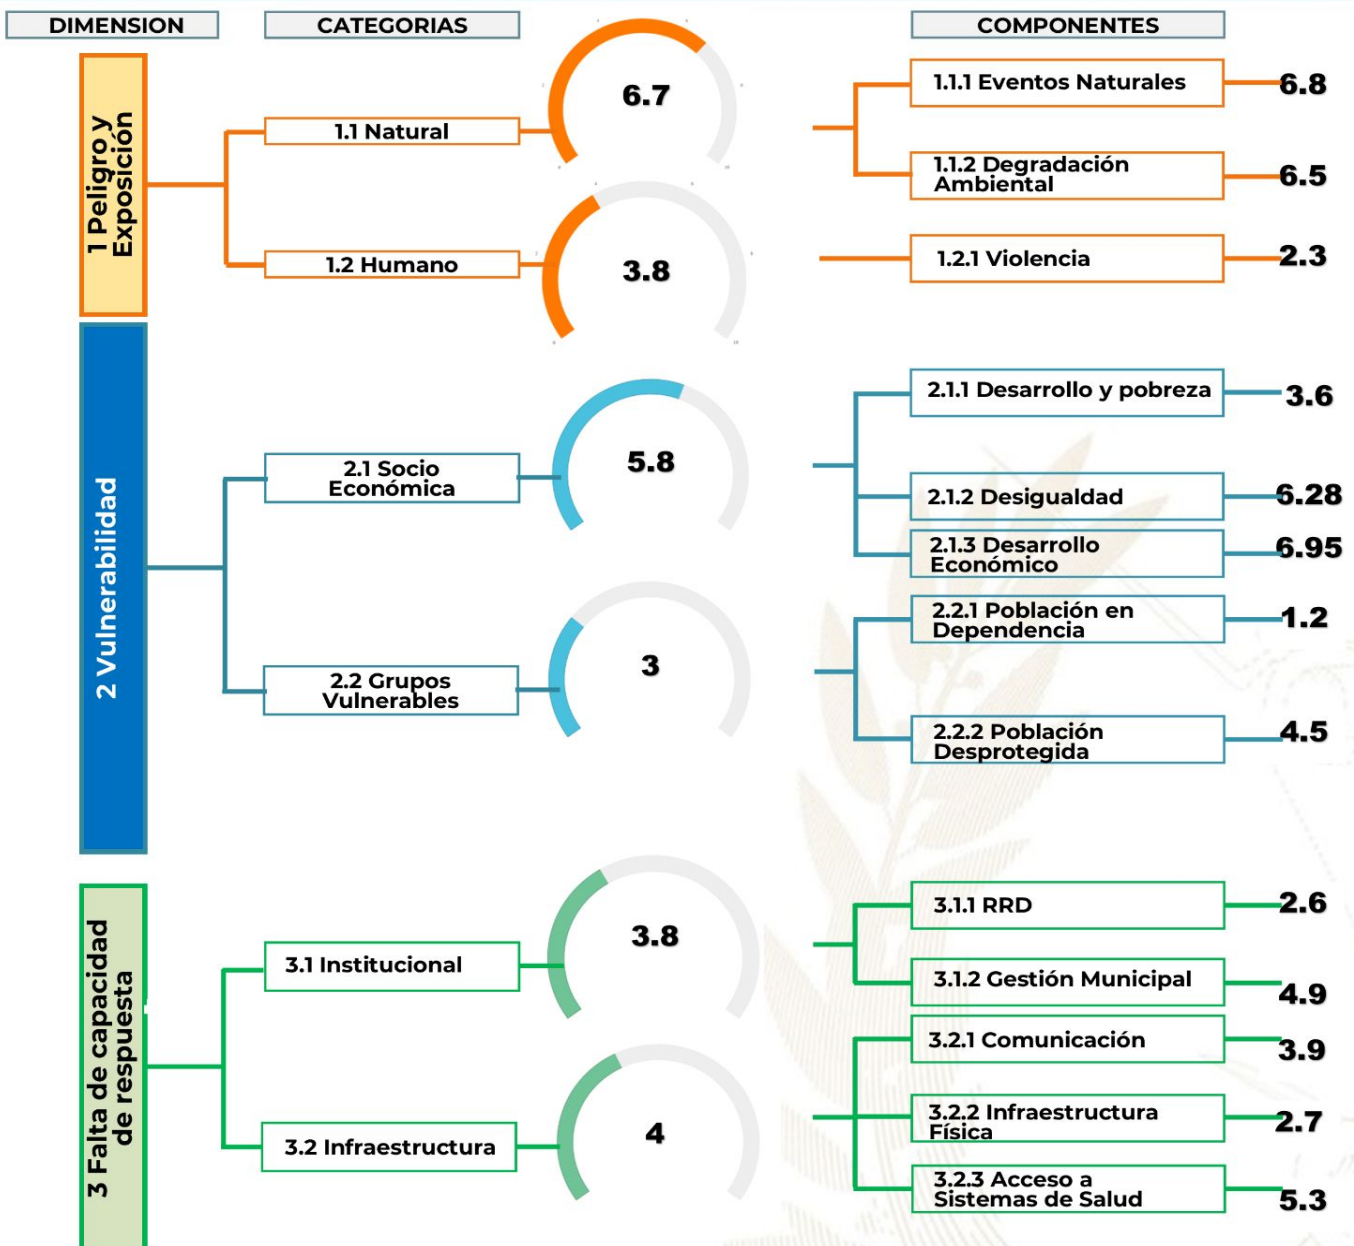 DIMENSION
CATEGORIAS
COMPONENTES
1 Peligro y
Exposición
1.1 Natural
6.7
1.1.1 Eventos Naturales
6.8
1.1.2 Degradación
Ambiental
6.5
1.2 Humano
3.8
1.2.1 Violencia
2.3
2 Vulnerabilidad
2.1 Socio
Económica
5.8
2.1.1 Desarrollo y pobreza
3.6
2.1.2 Desigualdad
6.28
2.1.3 Desarrollo
Económico
6.95
2.2 Grupos
Vulnerables
3
2.2.1 Población en
Dependencia
1.2
2.2.2 Población
Desprotegida
4.5
3 Falta de capacidad
de respuesta
3.1 Institucional
3.8
3.1.1 RRD
2.6
3.1.2 Gestión Municipal
4.9
3.2 Infraestructura
4
3.2.1 Comunicación
3.9
3.2.2 Infraestructura
Física
2.7
3.2.3 Acceso a
Sistemas de Salud
5.3